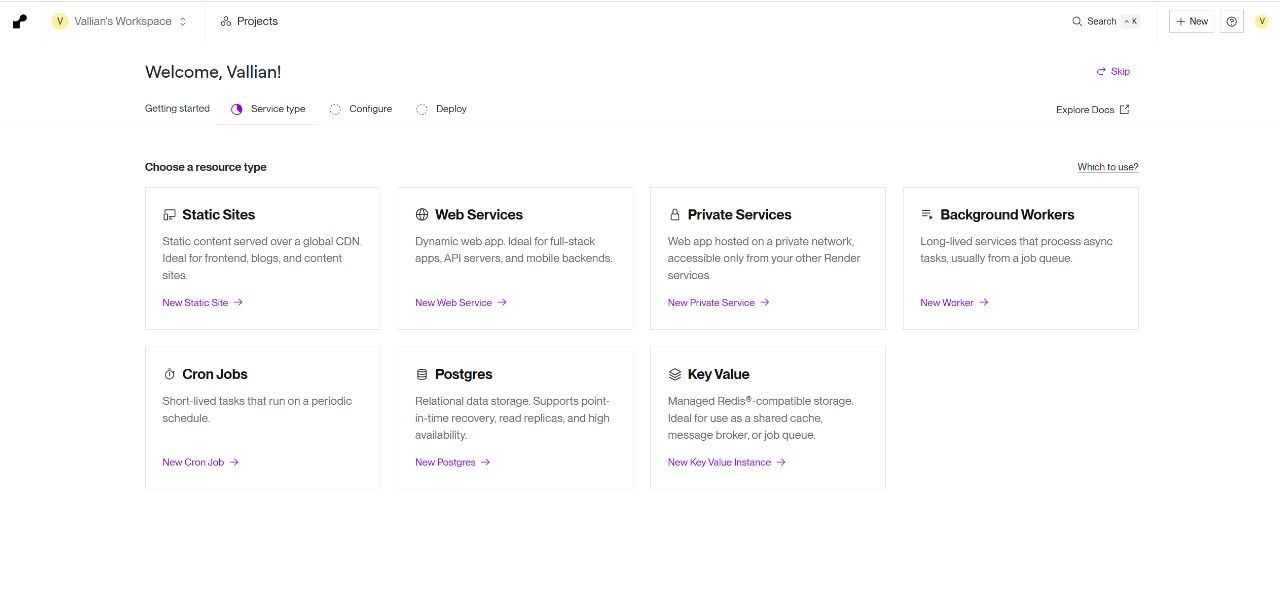 V Vallian's Workspace Projects Search ^ K + New V
Welcome, Vallian! Skip
Getting started Service type Configure Deploy Explore Docs
Choose a resource type Which to use?
Static Sites
Static content served over a global CDN.
Ideal for frontend, blogs, and content
sites.
New Static Site →
Web Services
Dynamic web app. Ideal for full-stack
apps, API servers, and mobile backends.
New Web Service →
Private Services
Web app hosted on a private network,
accessible only from your other Render
services.
New Private Service →
Background Workers
Long-lived services that process async
tasks, usually from a job queue.
New Worker →
Cron Jobs
Short-lived tasks that run on a periodic
schedule.
New Cron Job →
Postgres
Relational data storage. Supports point-
in-time recovery, read replicas, and high
availability.
New Postgres →
Key Value
Managed Redis®-compatible storage.
Ideal for use as a shared cache,
message broker, or job queue.
New Key Value Instance →